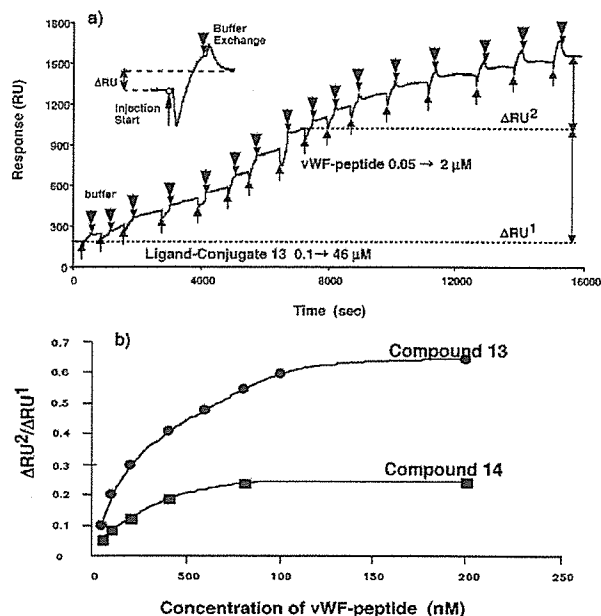 a)
1800
1500
1200
900
600
300
0
Response (RU)
Buffer
Exchange
ΔRU
Injection
Start
buffer
ΔRU²
vWF-peptide 0.05 → 2 μM
ΔRU¹
Ligand-Conjugate 13 0.1 → 46 μM
0
4000
8000
12000
16000
Time (sec)
b)
0.7
0.6
0.5
0.4
0.3
0.2
0.1
0
ΔRU²/ΔRU¹
Compound 13
Compound 14
0
500
100
150
200
250
Concentration of vWF-peptide (nM)